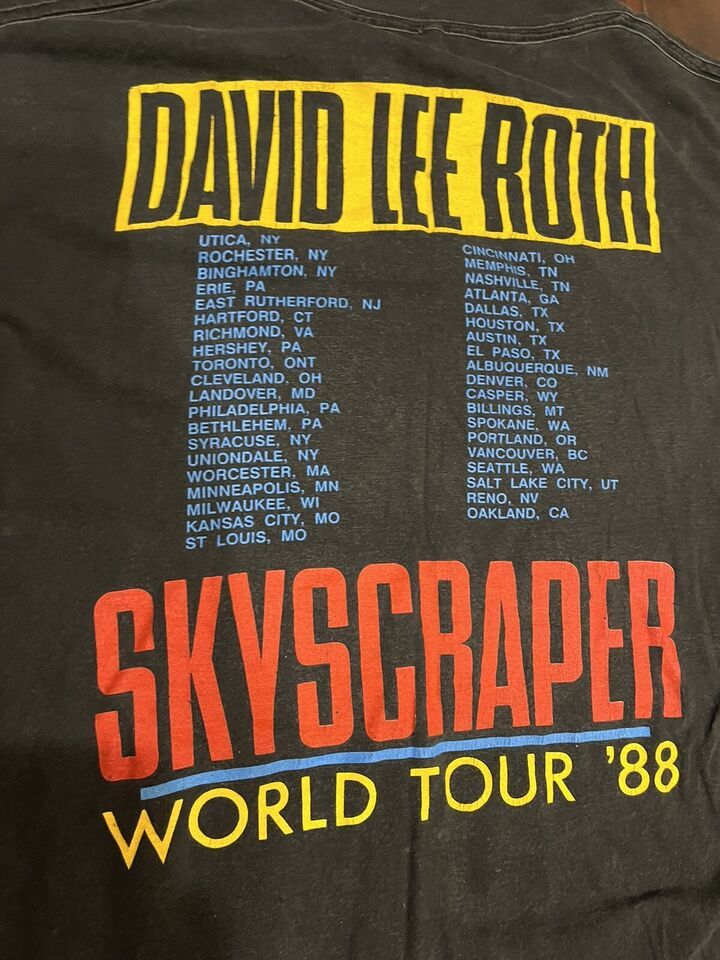 DAVID LEE ROTH
UTICA, NY
ROCHESTER, NY
BINGHAMTON, NY
ERIE, PA
EAST RUTHERFORD, NJ
HARTFORD, CT
RICHMOND, VA
HERSHEY, PA
TORONTO, ONT
CLEVELAND, OH
LANDOVER, MD
PHILADELPHIA, PA
BETHLEHEM, PA
SYRACUSE, NY
UNIONDALE, NY
WORCESTER, MA
MINNEAPOLIS, MN
MILWAUKEE, WI
KANSAS CITY, MO
ST LOUIS, MO
CINCINNATI, OH
MEMPHIS, TN
NASHVILLE, TN
ATLANTA, GA
DALLAS, TX
HOUSTON, TX
AUSTIN, TX
EL PASO, TX
ALBUQUERQUE, NM
DENVER, CO
CASPER, WY
BILLINGS, MT
SPOKANE, WA
PORTLAND, OR
VANCOUVER, BC
SEATTLE, WA
SALT LAKE CITY, UT
RENO, NV
OAKLAND, CA
SKYSCRAPER
WORLD TOUR '88